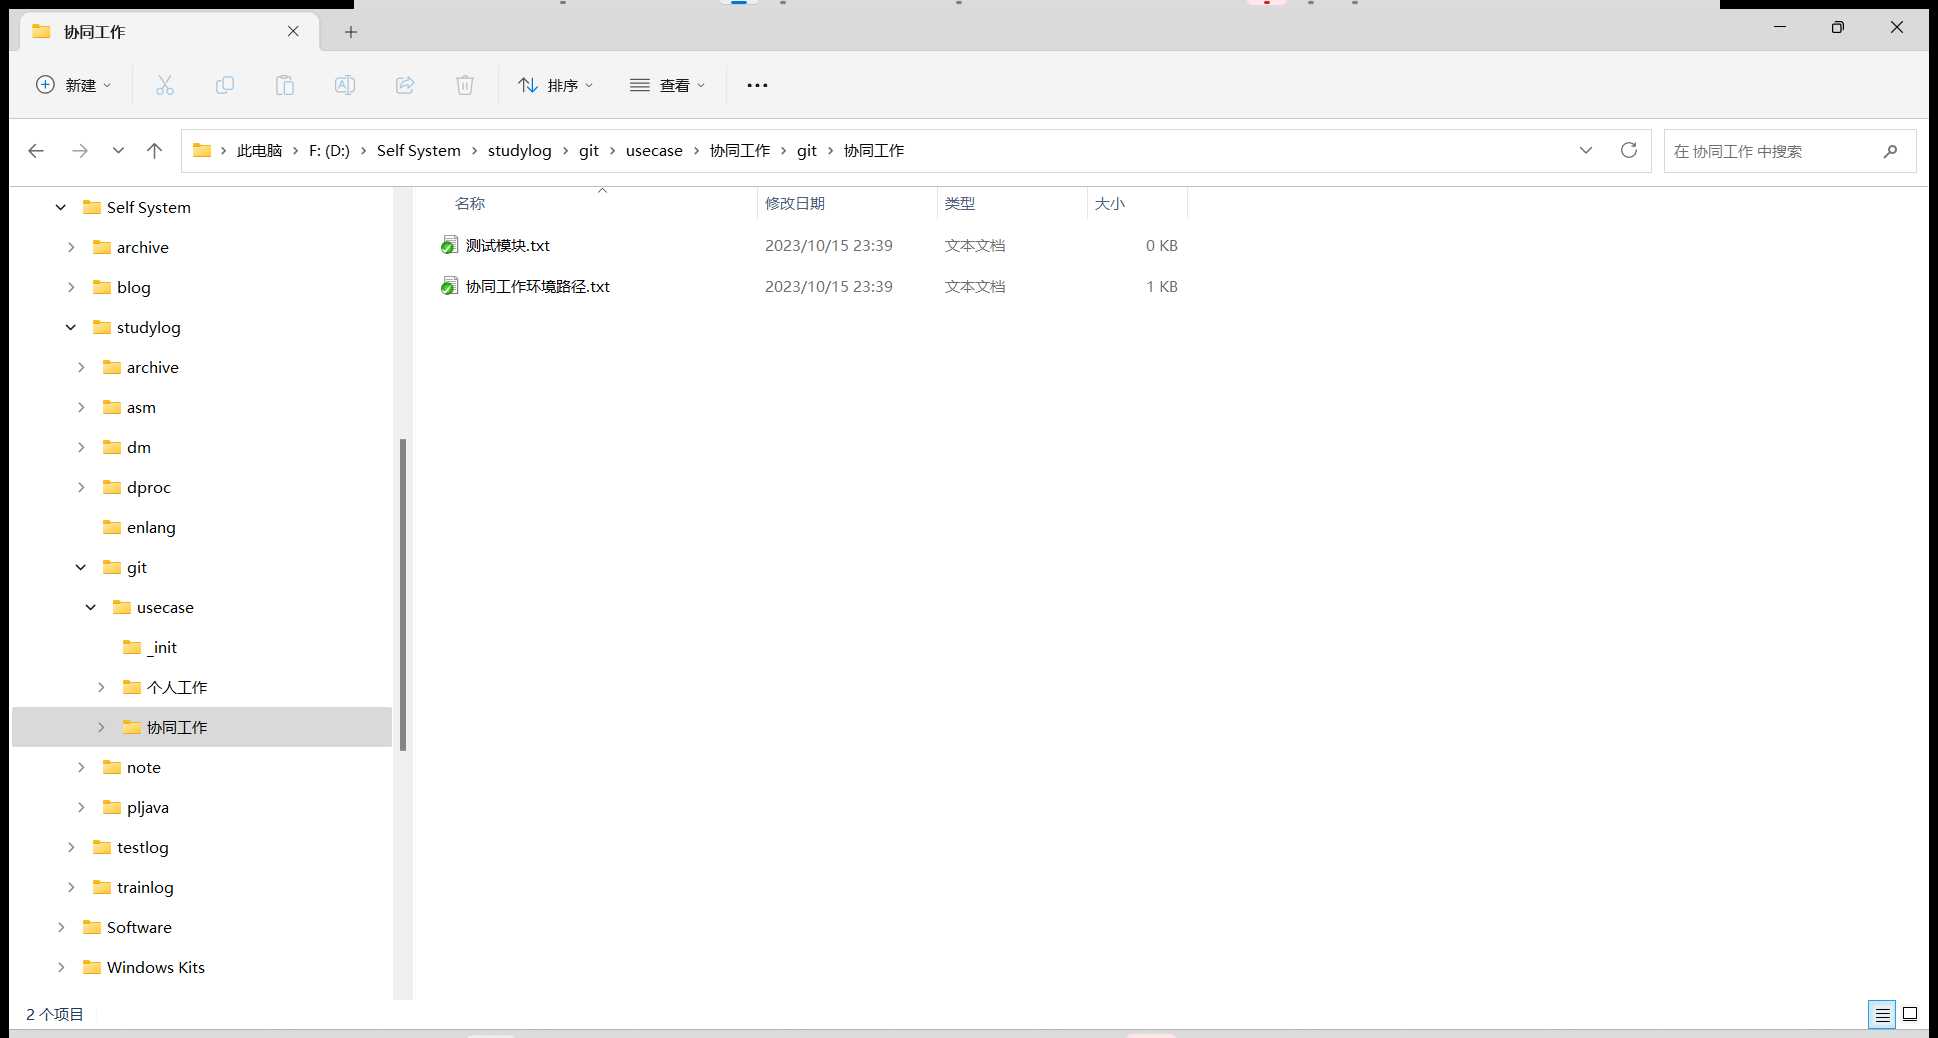 协同工作
新建
排序
查看
此电脑 > F: (D:) > Self System > studylog > git > usecase > 协同工作 > git > 协同工作
在 协同工作 中搜索
Self System
archive
blog
studylog
archive
asm
dm
dproc
enlang
git
usecase
_init
个人工作
协同工作
note
pljava
testlog
trainlog
Software
Windows Kits
名称 修改日期 类型 大小
测试模块.txt 2023/10/15 23:39 文本文档 0 KB
协同工作环境路径.txt 2023/10/15 23:39 文本文档 1 KB
2 个项目